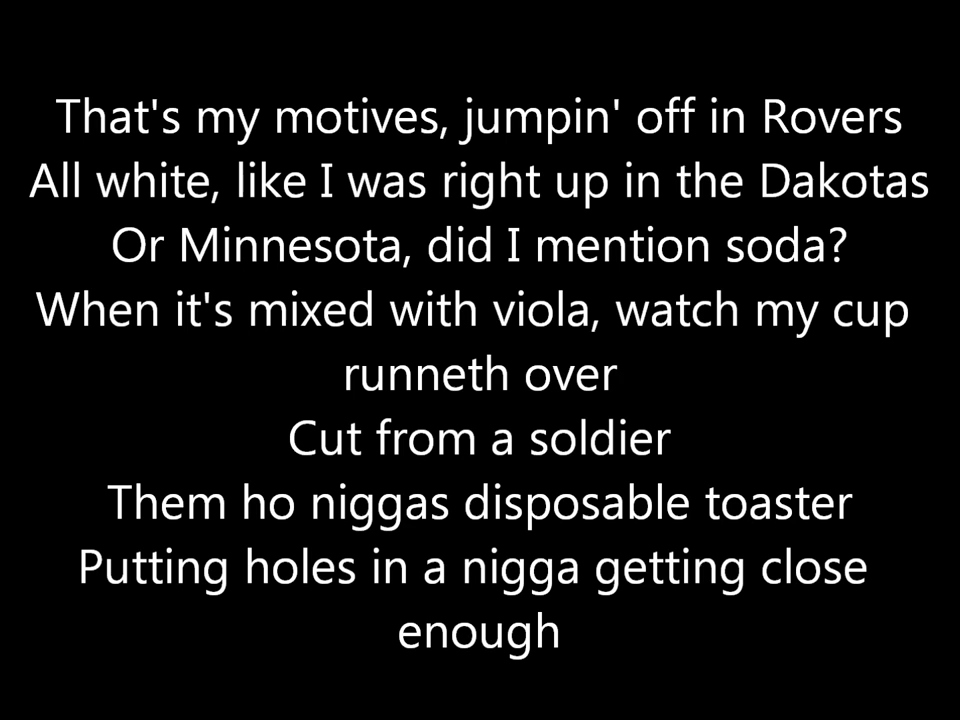 That's my motives, jumpin' off in Rovers
All white, like I was right up in the Dakotas
Or Minnesota, did I mention soda?
When it's mixed with viola, watch my cup
runneth over
Cut from a soldier
Them ho niggas disposable toaster
Putting holes in a nigga getting close
enough